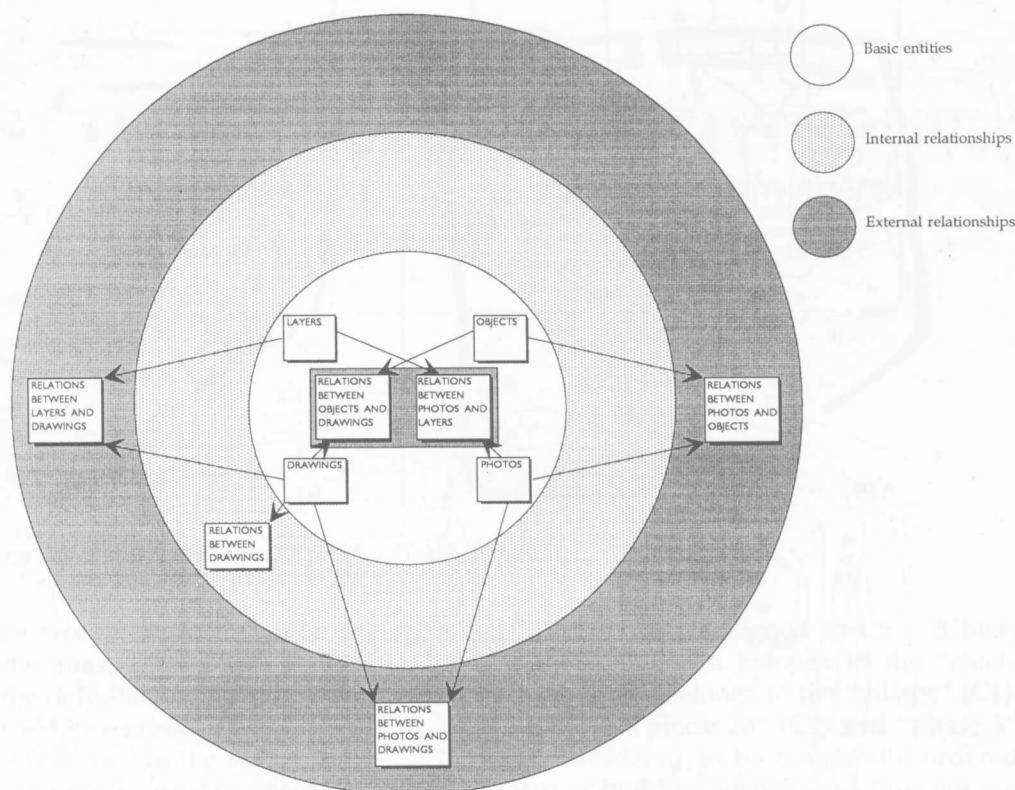 Basic entities
Internal relationships
External relationships
LAYERS
OBJECTS
RELATIONS
BETWEEN
LAYERS AND
DRAWINGS
RELATIONS
BETWEEN
OBJECTS AND
DRAWINGS
RELATIONS
BETWEEN
PHOTOS AND
LAYERS
RELATIONS
BETWEEN
PHOTOS AND
OBJECTS
DRAWINGS
PHOTOS
RELATIONS
BETWEEN
DRAWINGS
RELATIONS
BETWEEN
PHOTOS AND
DRAWINGS